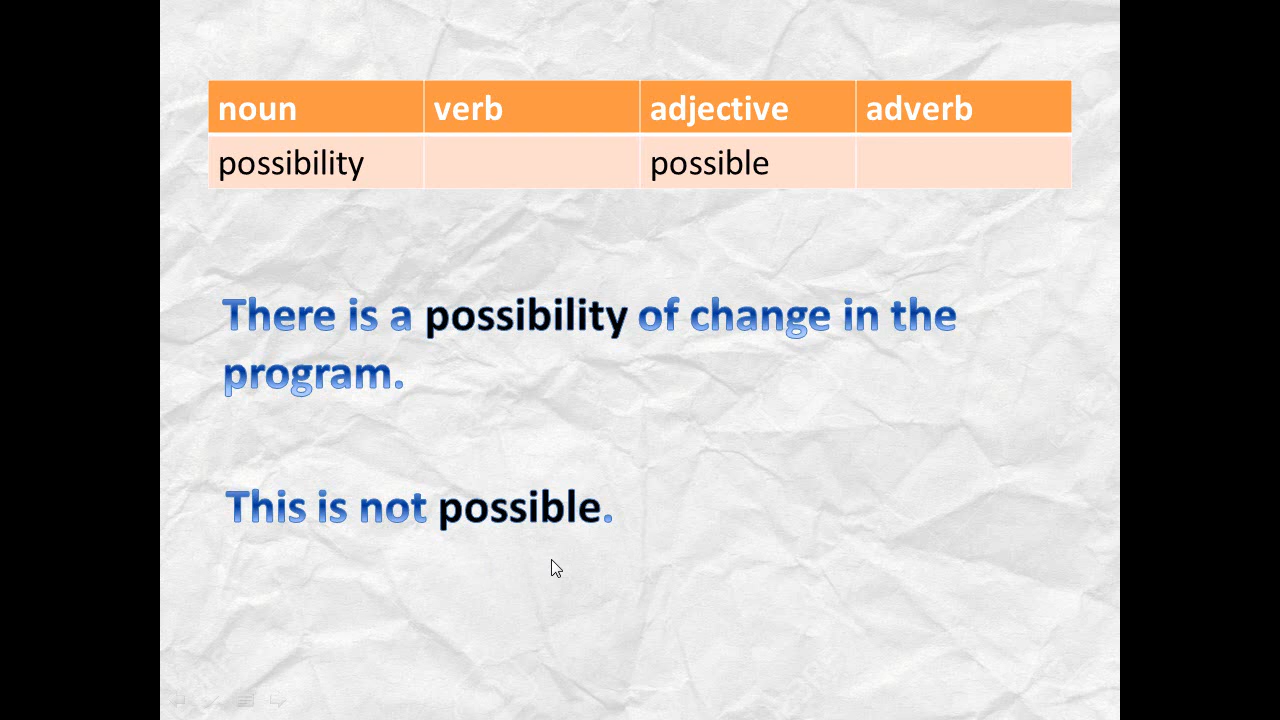 noun verb adjective adverb
possibility possible
There is a possibility of change in the
program.
This is not possible.